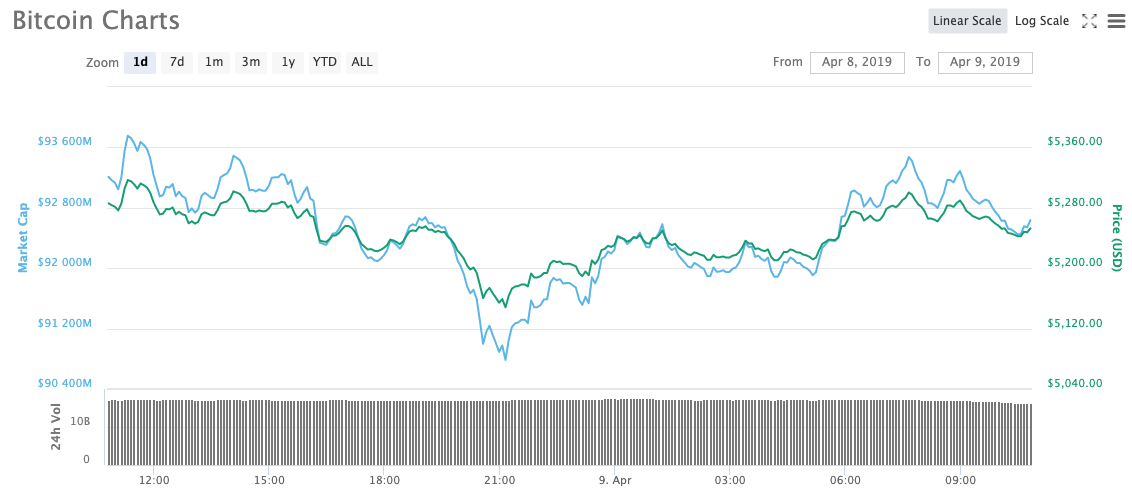 Bitcoin Charts
Linear Scale Log Scale
Zoom 1d 7d 1m 3m 1y YTD ALL From Apr 8, 2019 To Apr 9, 2019
$93 600M $5,360.00
$92 800M $5,280.00
Market Cap Price (USD)
$92 000M $5,200.00
$91 200M $5,120.00
$90 400M $5,040.00
24h Vol
10B
0
12:00 15:00 18:00 21:00 9. Apr 03:00 06:00 09:00